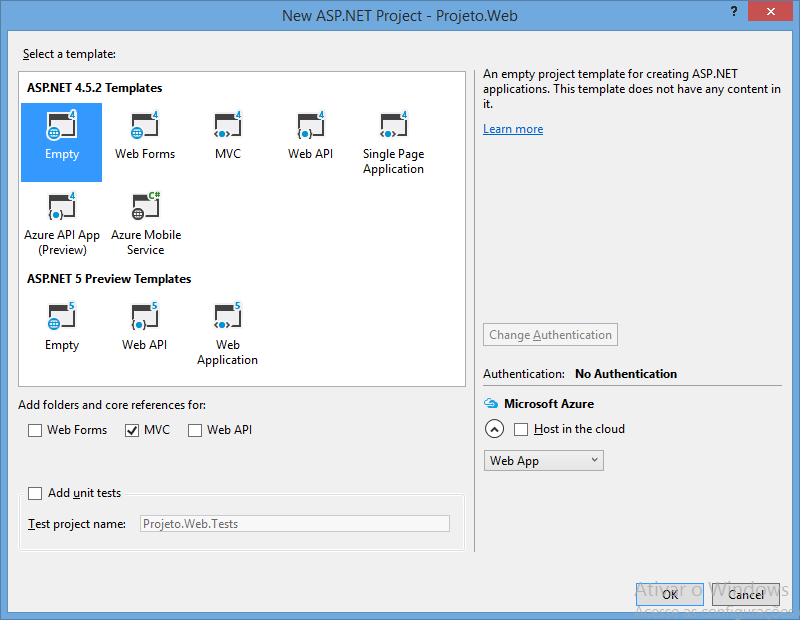 New ASP.NET Project - Projeto.Web
?
Select a template:
ASP.NET 4.5.2 Templates
4 4 4 4 4
Empty Web Forms MVC Web API Single Page
Application
4 C#
Azure API App Azure Mobile
(Preview) Service
ASP.NET 5 Preview Templates
5 5 5
Empty Web API Web
Application
Add folders and core references for:
Web Forms MVC Web API
Add unit tests
Test project name: Projeto.Web.Tests
An empty project template for creating ASP.NET
applications. This template does not have any content in
it.
Learn more
Change Authentication
Authentication: No Authentication
Microsoft Azure
Host in the cloud
Web App
Ativar o Windows
OK Cancel
Acesse as configurações